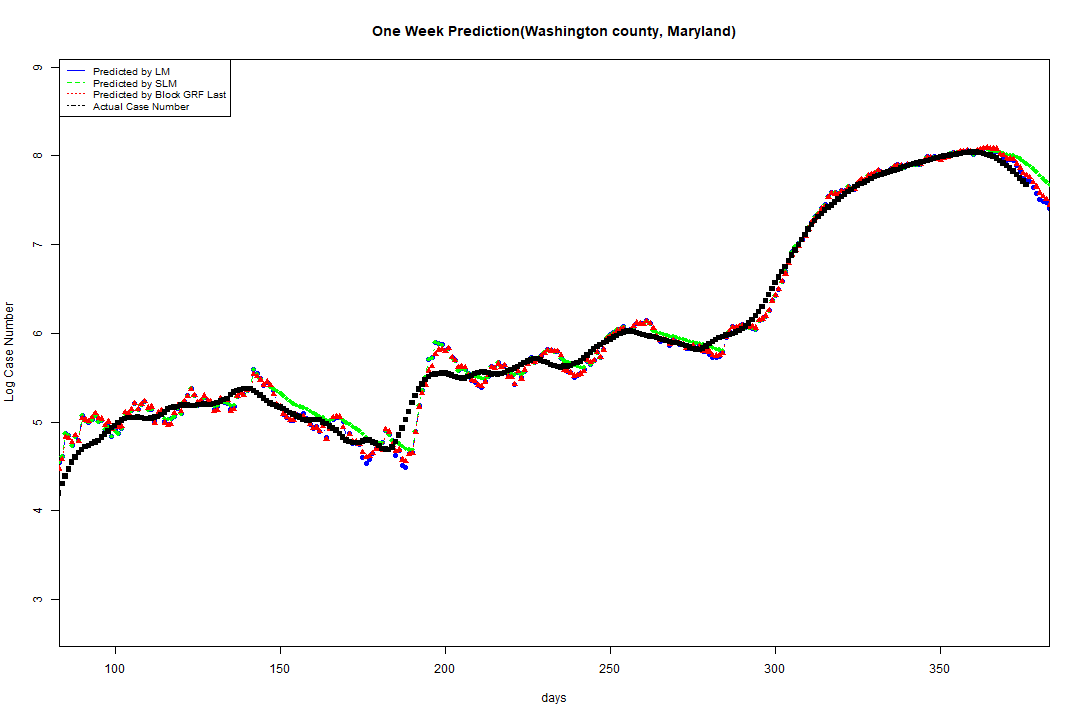 One Week Prediction(Washington county, Maryland)
Predicted by LM
Predicted by SLM
Predicted by Block GRF Last
Actual Case Number
9
8
7
6
5
4
3
Log Case Number
100 150 200 250 300 350
days